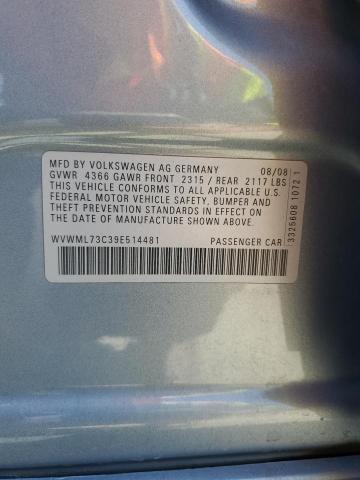 MFD BY VOLKSWAGEN AG GERMANY 08/08
GVWR 4366 GAWR FRONT 2315 / REAR 2117 LBS
THIS VEHICLE CONFORMS TO ALL APPLICABLE U.S.
FEDERAL MOTOR VEHICLE SAFETY, BUMPER AND
THEFT PREVENTION STANDARDS IN EFFECT ON THE
DATE OF MANUFACTURE SHOWN ABOVE.
WVWML73C39E514481 PASSENGER CAR
3325608 1072 1